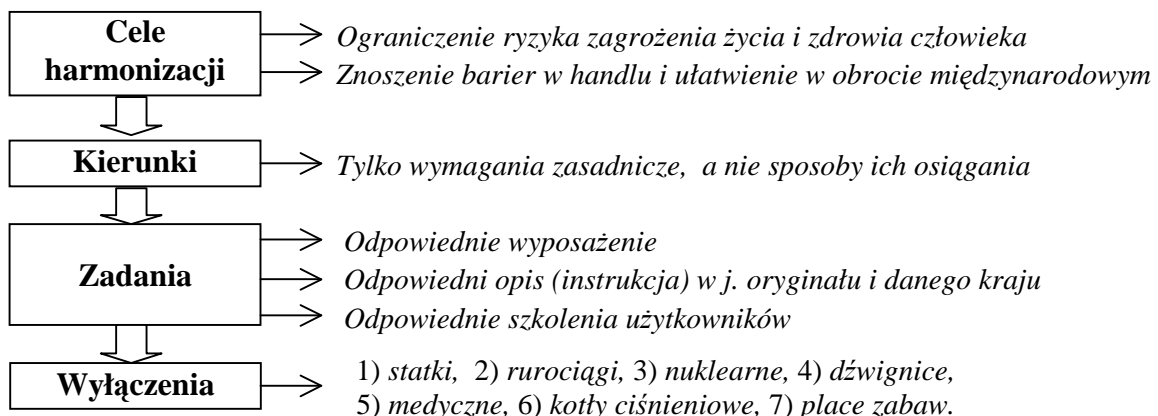 Cele
harmonizacji
Ograniczenie ryzyka zagrożenia życia i zdrowia człowieka
Znoszenie barier w handlu i ułatwienie w obrocie międzynarodowym
Kierunki
Tylko wymagania zasadnicze, a nie sposoby ich osiągania
Zadania
Odpowiednie wyposażenie
Odpowiedni opis (instrukcja) w j. oryginału i danego kraju
Odpowiednie szkolenia użytkowników
Wyłączenia
1) statki, 2) rurociągi, 3) nuklearne, 4) dźwignice,
5) medyczne, 6) kotły ciśnieniowe, 7) place zabaw.